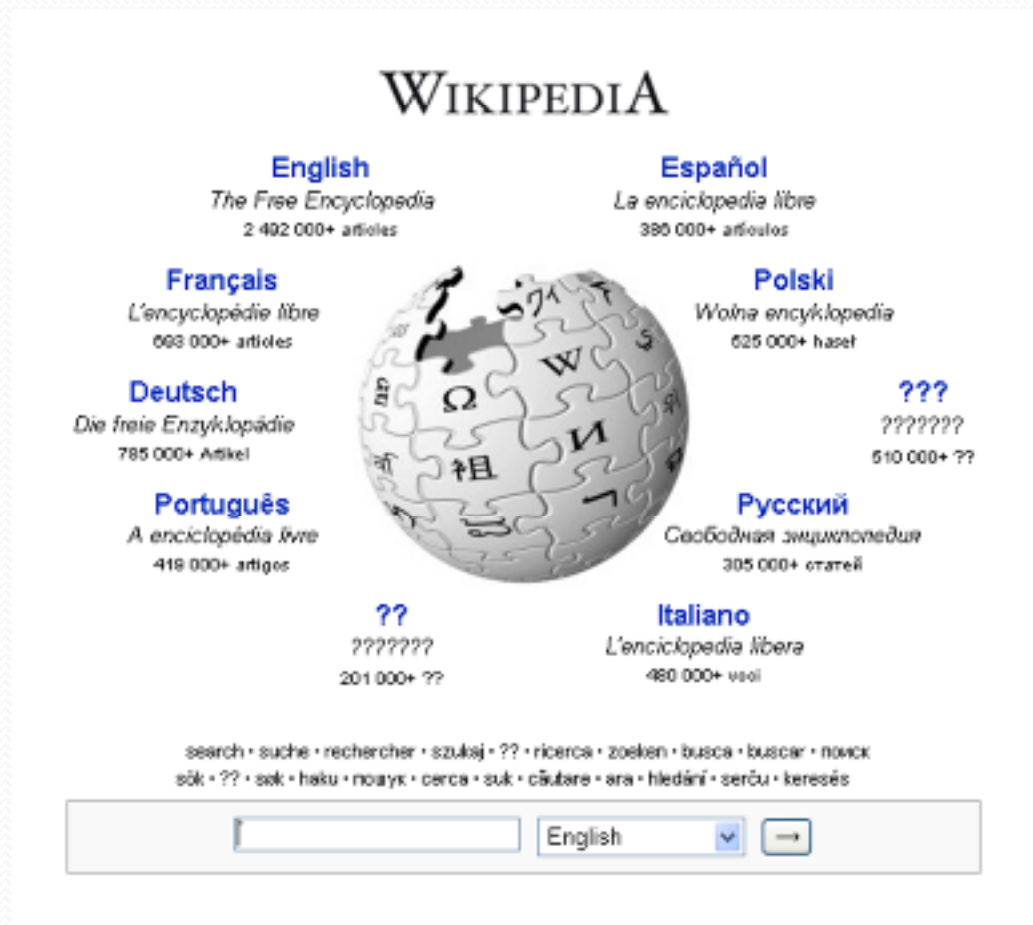 WIKIPEDIA
English
The Free Encyclopedia
2 492 000+ articles
Español
La enciclopedia libre
386 000+ artículos
Français
L'encyclopédie libre
693 000+ articles
Polski
Wolna encyklopedia
525 000+ haseł
Deutsch
Die freie Enzyklopädie
785 000+ Artikel
???
???????
510 000+ ??
Português
A enciclopédia livre
419 000+ artigos
Русский
Свободная энциклопедия
305 000+ статей
??
???????
201 000+ ??
Italiano
L'enciclopedia libera
480 000+ voci
Ω W И 祖
search • suche • rechercher • szukaj • ?? • ricerca • zoeken • busca • buscar • поиск
sök • ?? • søk • haku • пошук • cerca • suk • căutare • ara • hledání • serĉu • keresés
English